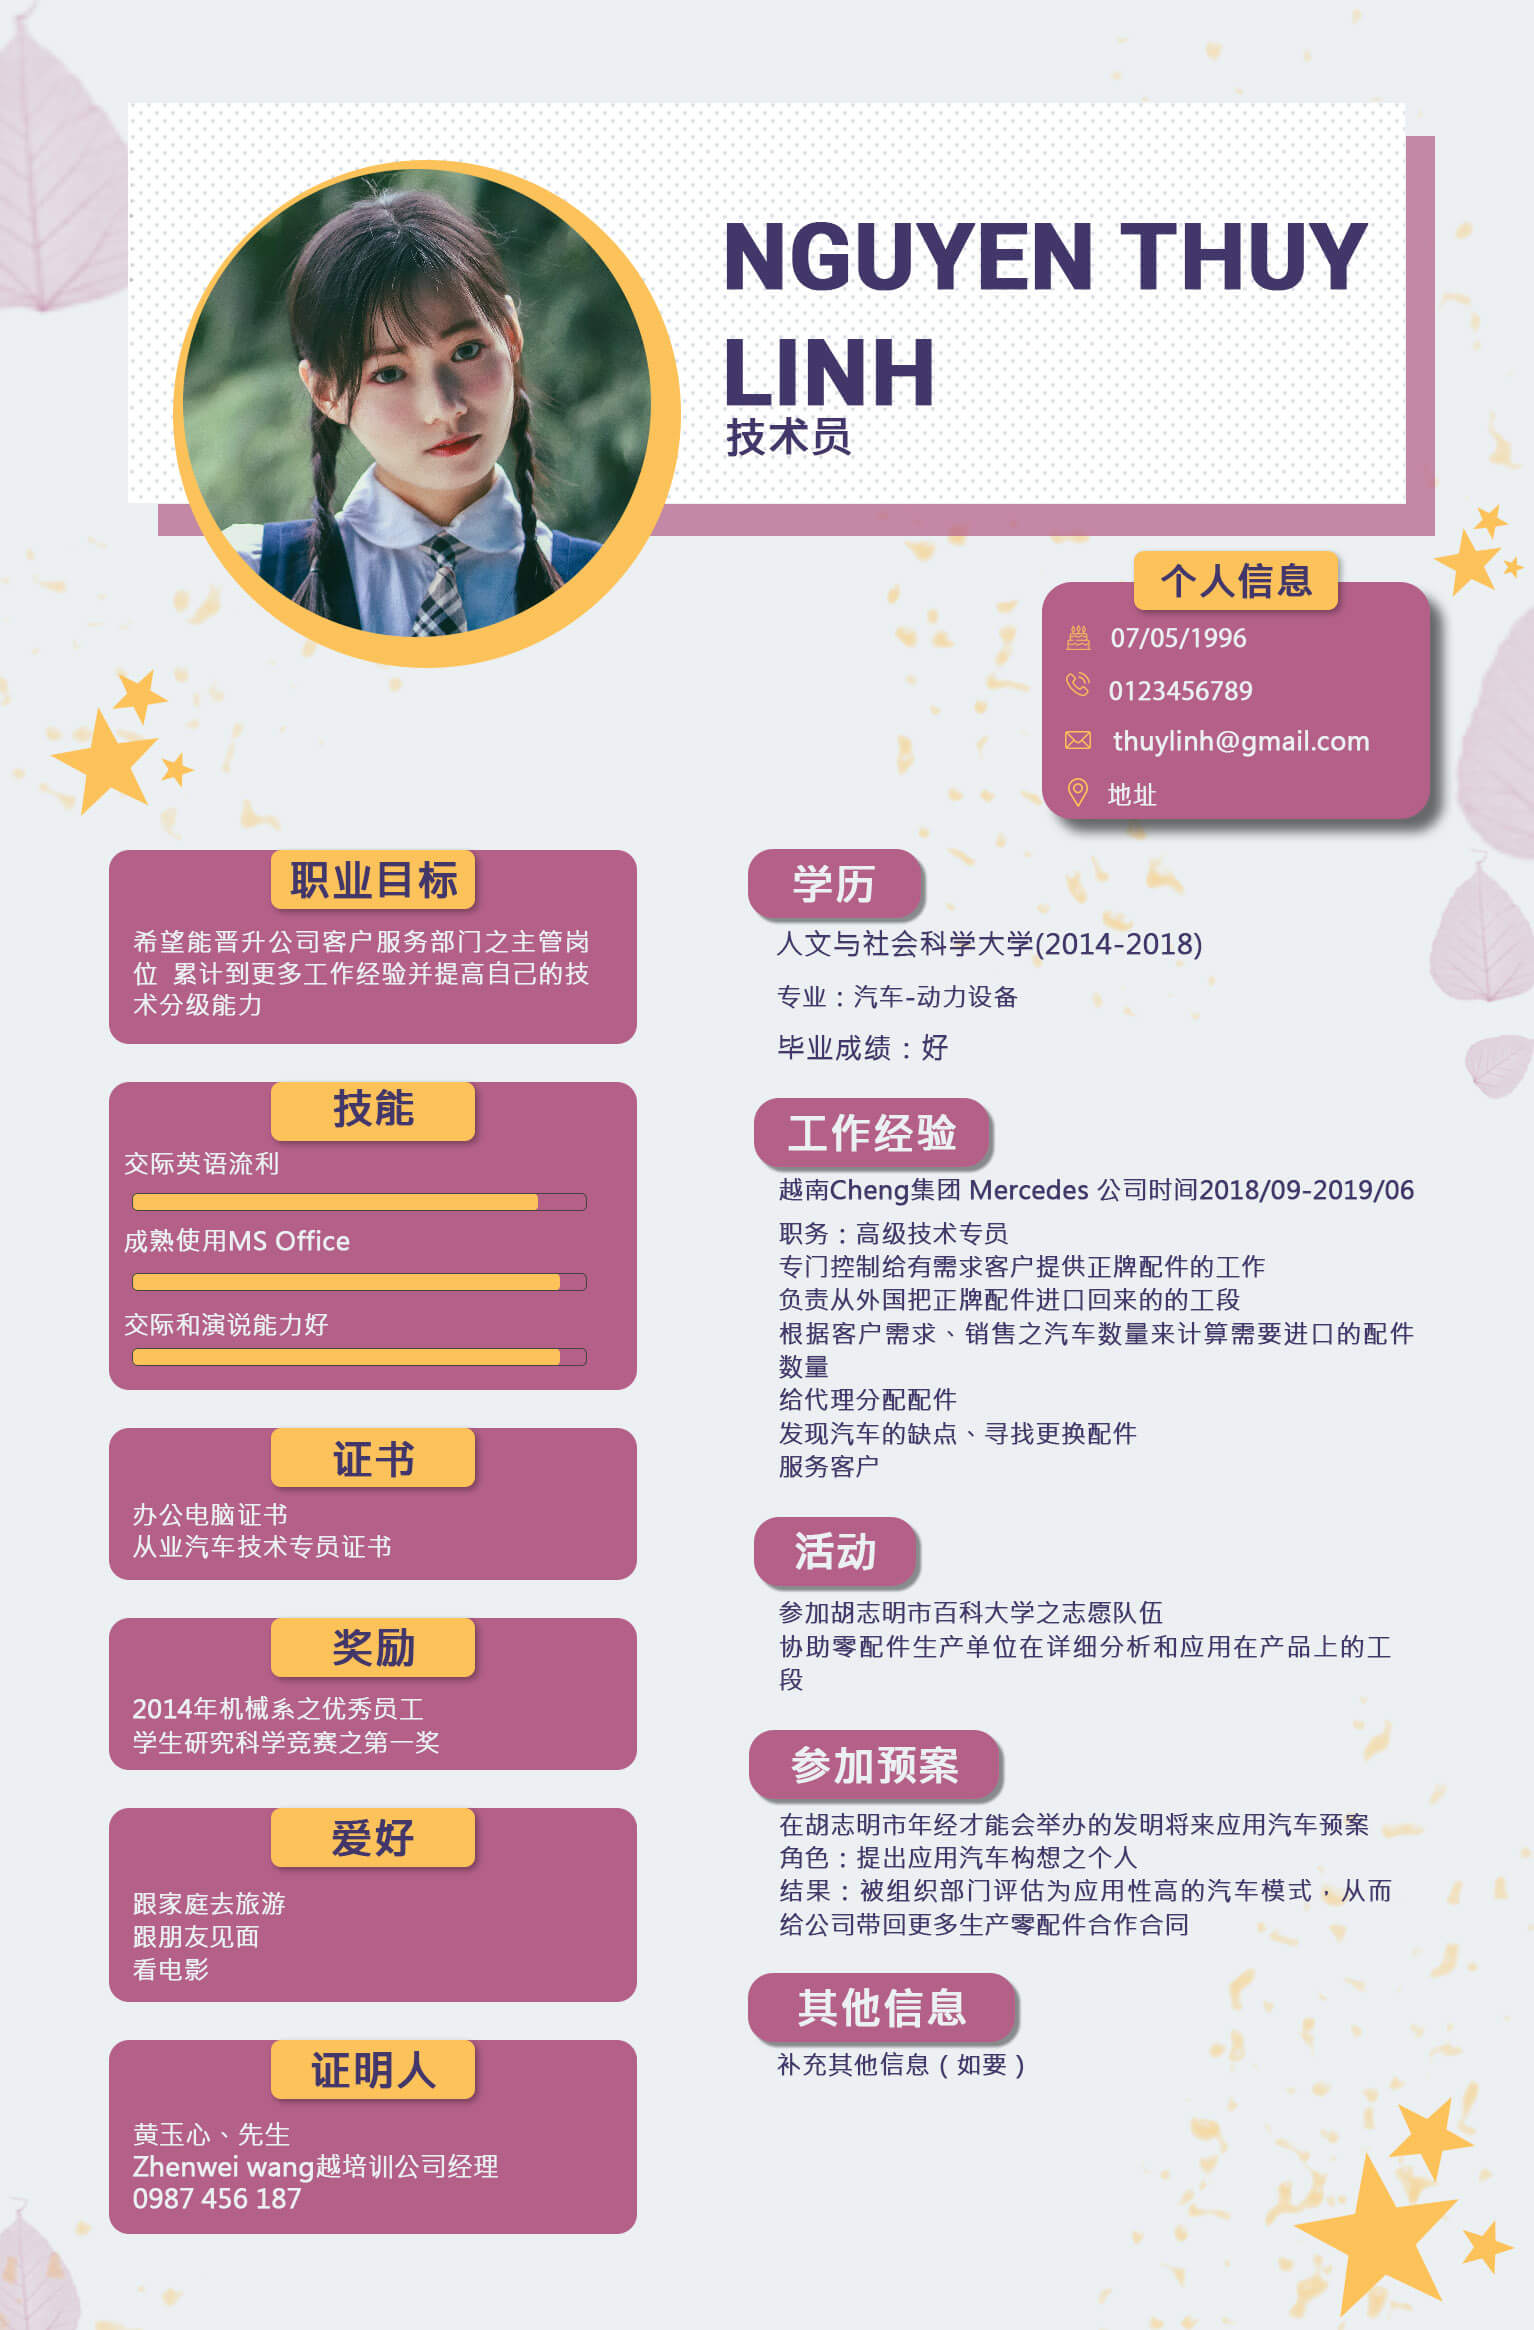 NGUYEN THUY
LINH
技术员
个人信息
07/05/1996
0123456789
thuylinh@gmail.com
地址
职业目标
希望能晋升公司客户服务部门之主管岗
位 累计到更多工作经验并提高自己的技
术分级能力
技能
交际英语流利
成熟使用MS Office
交际和演说能力好
证书
办公电脑证书
从业汽车技术专员证书
奖励
2014年机械系之优秀员工
学生研究科学竞赛之第一奖
爱好
跟家庭去旅游
跟朋友见面
看电影
证明人
黄玉心、先生
Zhenwei wang越培训公司经理
0987 456 187
学历
人文与社会科学大学(2014-2018)
专业：汽车-动力设备
毕业成绩：好
工作经验
越南Cheng集团 Mercedes 公司时间2018/09-2019/06
职务：高级技术专员
专门控制给有需求客户提供正牌配件的工作
负责从外国把正牌配件进口回来的的工段
根据客户需求、销售之汽车数量来计算需要进口的配件
数量
给代理分配配件
发现汽车的缺点、寻找更换配件
服务客户
活动
参加胡志明市百科大学之志愿队伍
协助零配件生产单位在详细分析和应用在产品上的工
段
参加预案
在胡志明市年经才能会举办的发明将来应用汽车预案
角色：提出应用汽车构想之个人
结果：被组织部门评估为应用性高的汽车模式，从而
给公司带回更多生产零配件合作合同
其他信息
补充其他信息（如要）